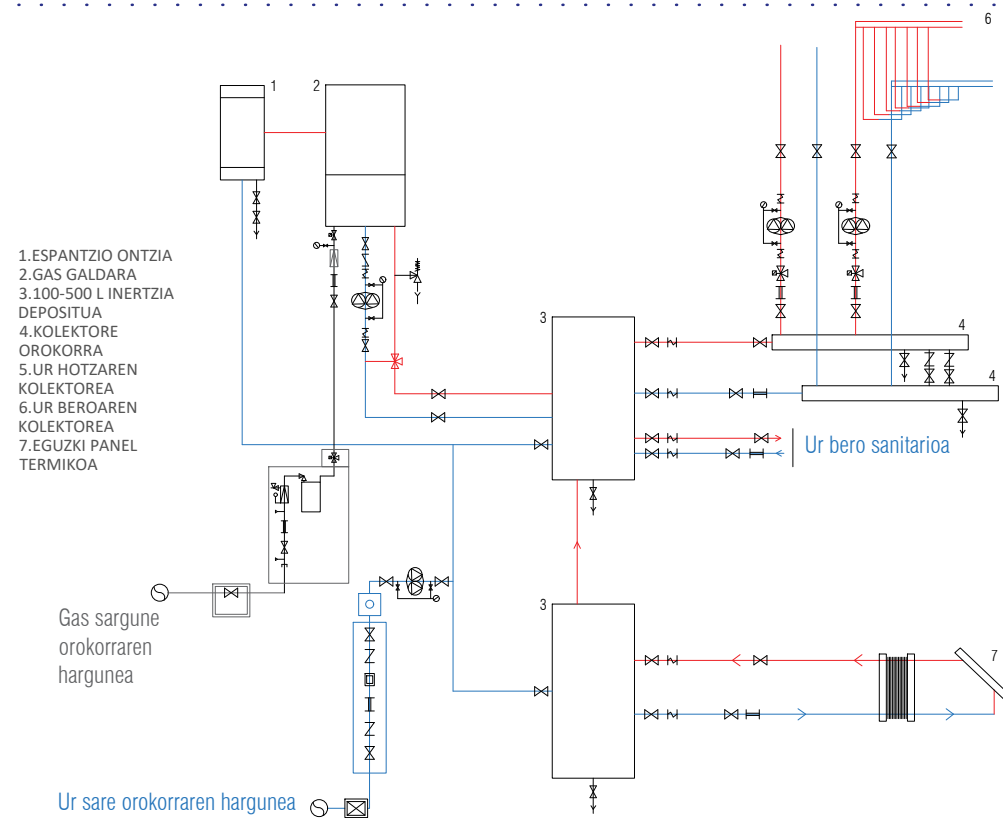 6
1
2
1.ESPANTZIO ONTZIA
2.GAS GALDARA
3.100-500 L INERTZIA
DEPOSITUA
4.KOLEKTORE
OROKORRA
5.UR HOTZAREN
KOLEKTOREA
6.UR BEROAREN
KOLEKTOREA
7.EGUZKI PANEL
TERMIKOA
3
4
4
Ur bero sanitarioa
Gas sargune
orokorraren
hargunea
3
7
Ur sare orokorraren hargunea